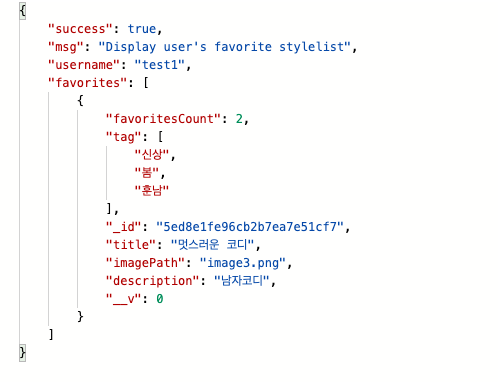 {
"success": true,
"msg": "Display user's favorite stylelist",
"username": "test1",
"favorites": [
{
"favoritesCount": 2,
"tag": [
"신상",
"봄",
"훈남"
],
"_id": "5ed8e1fe96cb2b7ea7e51cf7",
"title": "멋스러운 코디",
"imagePath": "image3.png",
"description": "남자코디",
"__v": 0
}
]
}